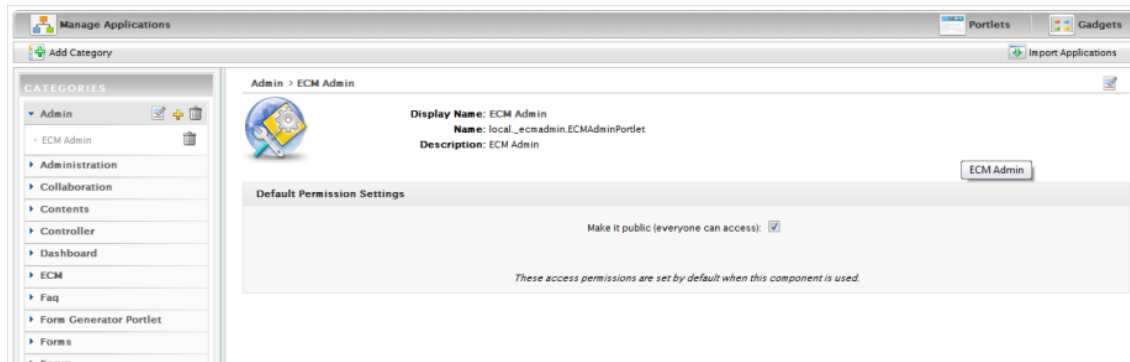 Manage Applications
Portlets
Gadgets
Add Category
Import Applications
CATEGORIES
Admin
- ECM Admin
Administration
Collaboration
Contents
Controller
Dashboard
ECM
Faq
Form Generator Portlet
Forms
Admin > ECM Admin
Display Name: ECM Admin
Name: local._ecmadmin.ECMAdminPortlet
Description: ECM Admin
ECM Admin
Default Permission Settings
Make it public (everyone can access):
These access permissions are set by default when this component is used.